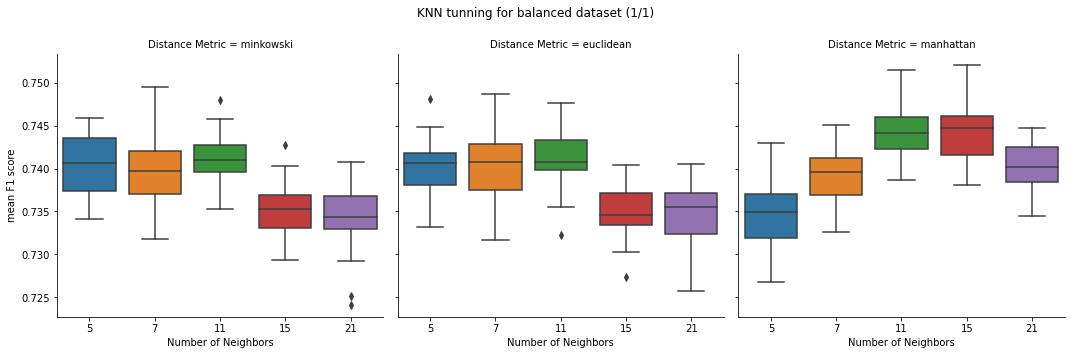 KNN tunning for balanced dataset (1/1)
Distance Metric = minkowski
Distance Metric = euclidean
Distance Metric = manhattan
mean F1 score
0.750
0.745
0.740
0.735
0.730
0.725
5 7 11 15 21
5 7 11 15 21
5 7 11 15 21
Number of Neighbors
Number of Neighbors
Number of Neighbors